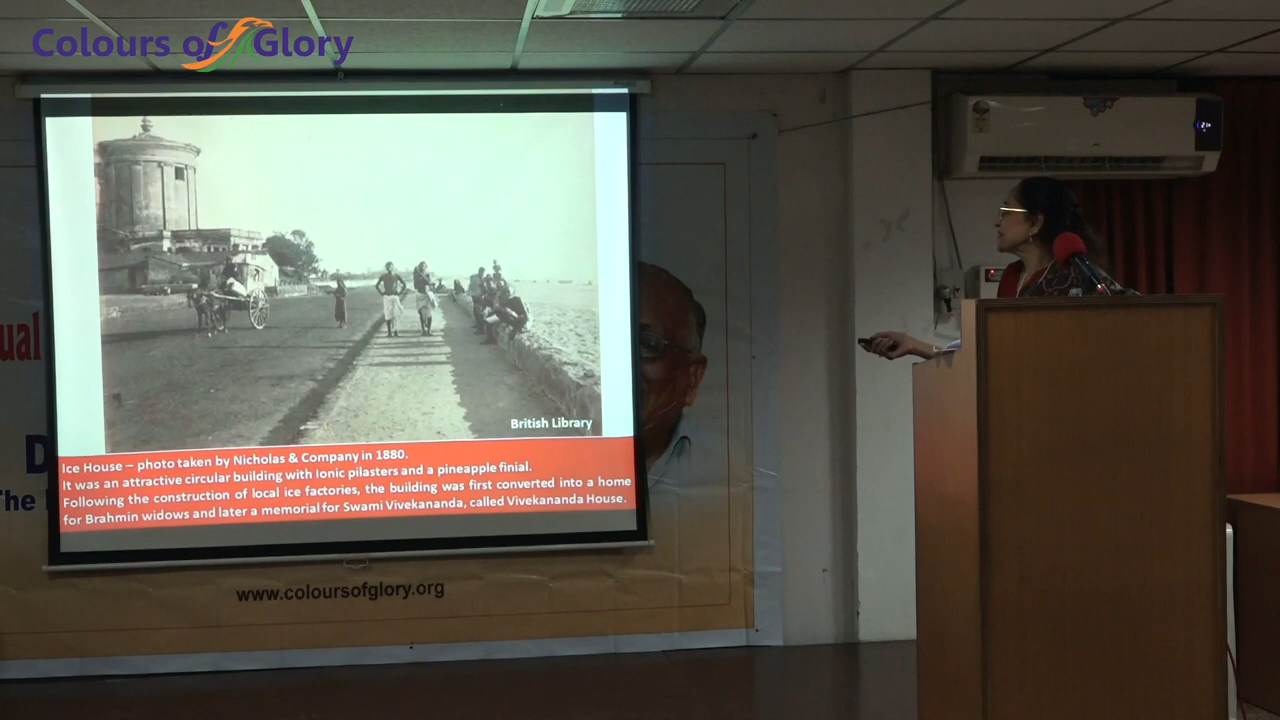 Colours of Glory
British Library
Ice House – photo taken by Nicholas & Company in 1880.
It was an attractive circular building with Ionic pilasters and a pineapple finial.
Following the construction of local ice factories, the building was first converted into a home
for Brahmin widows and later a memorial for Swami Vivekananda, called Vivekananda House.
ual
D
The
www.coloursofglory.org